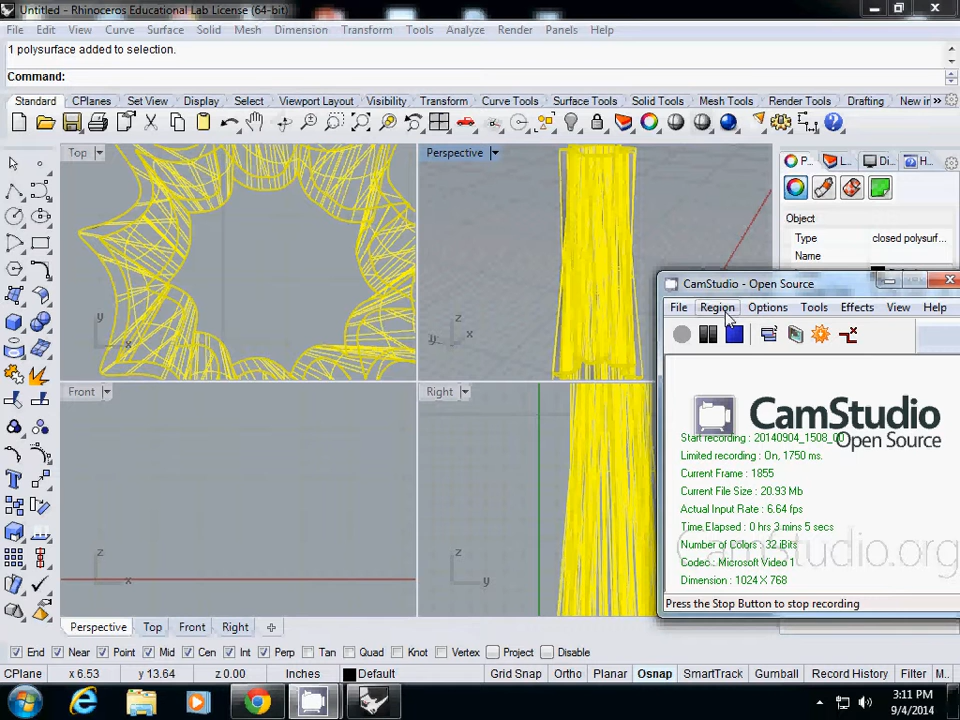 Untitled - Rhinoceros Educational Lab License (64-bit)
File Edit View Curve Surface Solid Mesh Dimension Transform Tools Analyze Render Panels Help
1 polysurface added to selection.
Command:
Standard CPlanes Set View Display Select Viewport Layout Visibility Transform Curve Tools Surface Tools Solid Tools Mesh Tools Render Tools Drafting New in »
Top
Perspective
P... L... Di... H...
Object
Type closed polysurf...
Name
CamStudio - Open Source
File Region Options Tools Effects View Help
CamStudio
Open Source
Start recording : 20140904_1508_00
Limited recording : On, 1750 ms.
Current Frame : 1855
Current File Size : 20.93 Mb
Actual Input Rate : 6.64 fps
Time Elapsed : 0 hrs 3 mins 5 secs
Number of Colors : 32 Bits
Codec : Microsoft Video 1
Dimension : 1024 X 768
CamStudio.org
Press the Stop Button to stop recording
y
x
z
x
y
Front
Right
z
x
z
y
Perspective Top Front Right
End Near Point Mid Cen Int Perp Tan Quad Knot Vertex Project Disable
CPlane x 6.53 y 13.64 z 0.00 Inches Default Grid Snap Ortho Planar Osnap SmartTrack Gumball Record History Filter M...
3:11 PM
9/4/2014